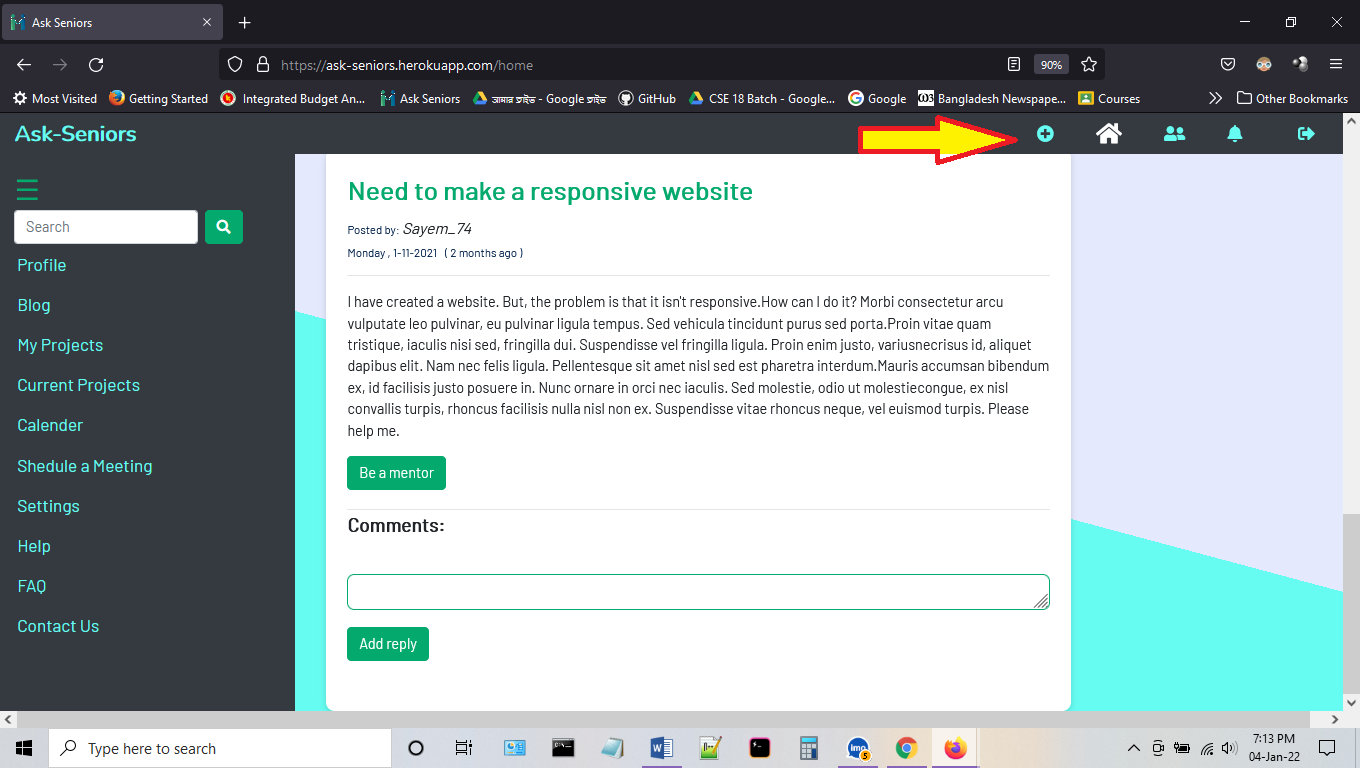 Ask Seniors
https://ask-seniors.herokuapp.com/home
90%
Most Visited
Getting Started
Integrated Budget An...
Ask Seniors
আমার ড্রাইভ - Google ড্রাইভ
GitHub
CSE 18 Batch - Google...
Google
Bangladesh Newspape...
Courses
Other Bookmarks
Ask-Seniors
Search
Profile
Blog
My Projects
Current Projects
Calender
Shedule a Meeting
Settings
Help
FAQ
Contact Us
Need to make a responsive website
Posted by: Sayem_74
Monday , 1-11-2021 ( 2 months ago )
I have created a website. But, the problem is that it isn't responsive.How can I do it? Morbi consectetur arcu
vulputate leo pulvinar, eu pulvinar ligula tempus. Sed vehicula tincidunt purus sed porta.Proin vitae quam
tristique, iaculis nisi sed, fringilla dui. Suspendisse vel fringilla ligula. Proin enim justo, variusnecrisus id, aliquet
dapibus elit. Nam nec felis ligula. Pellentesque sit amet nisl sed est pharetra interdum.Mauris accumsan bibendum
ex, id facilisis justo posuere in. Nunc ornare in orci nec iaculis. Sed molestie, odio ut molestiecongue, ex nisl
convallis turpis, rhoncus facilisis nulla nisl non ex. Suspendisse vitae rhoncus neque, vel euismod turpis. Please
help me.
Be a mentor
Comments:
Add reply
Type here to search
img
5
7:13 PM
04-Jan-22